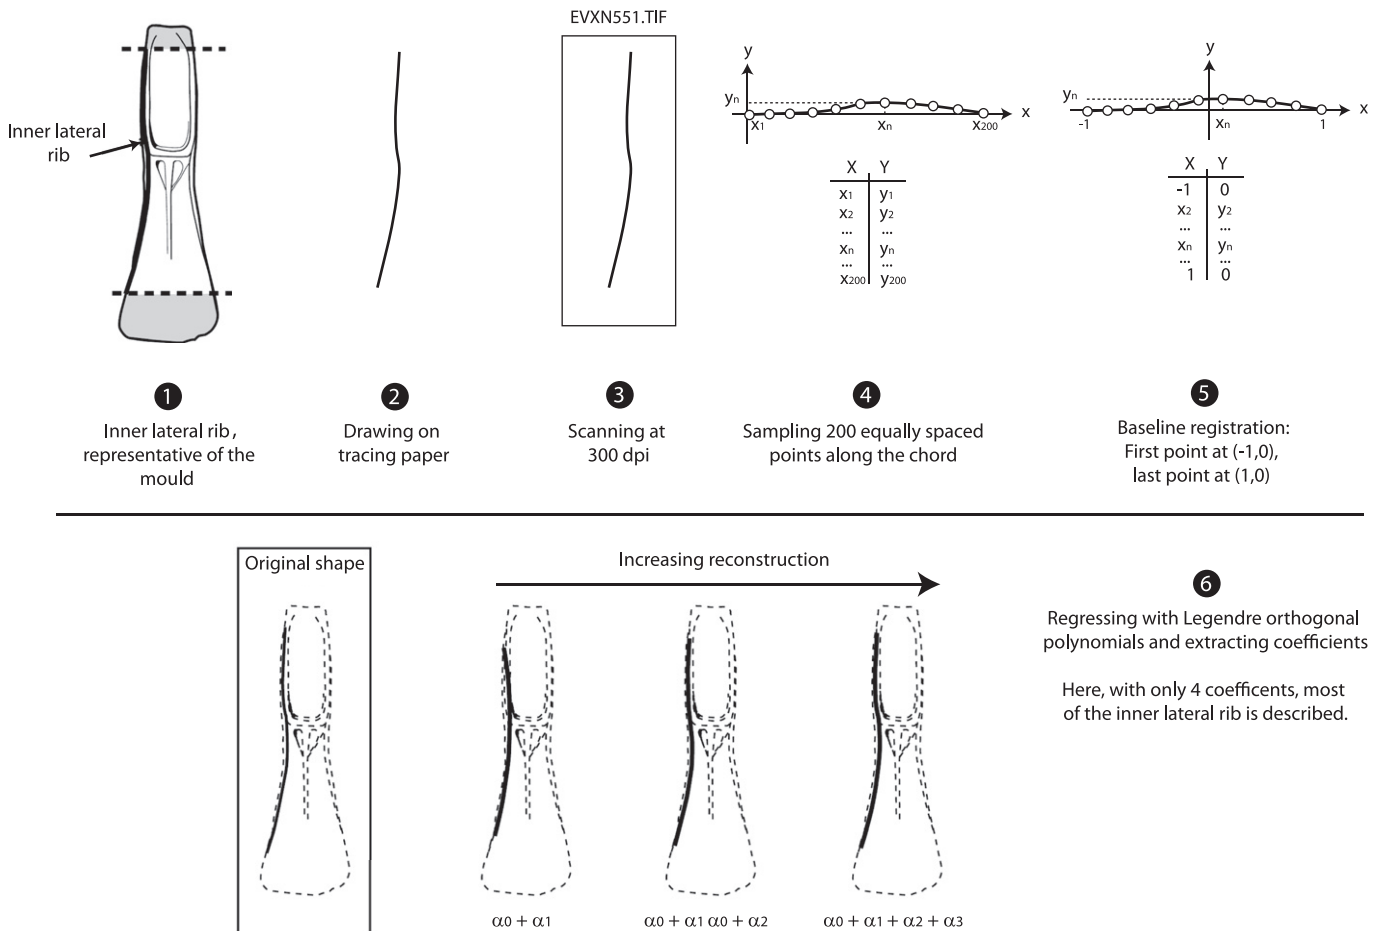 EVXN551.TIF
Inner lateral
rib
y
yn
x1
xn
x200
x
X Y
x1 y1
x2 y2
... ...
xn yn
... ...
x200 y200
y
yn
-1
xn
1
x
X Y
-1 0
x2 y2
... ...
xn yn
... ...
1 0
1
Inner lateral rib,
representative of the
mould
2
Drawing on
tracing paper
3
Scanning at
300 dpi
4
Sampling 200 equally spaced
points along the chord
5
Baseline registration:
First point at (-1,0),
last point at (1,0)
Original shape
Increasing reconstruction
α0 + α1
α0 + α1 α0 + α2
α0 + α1 + α2 + α3
6
Regressing with Legendre orthogonal
polynomials and extracting coefficients
Here, with only 4 coefficents, most
of the inner lateral rib is described.